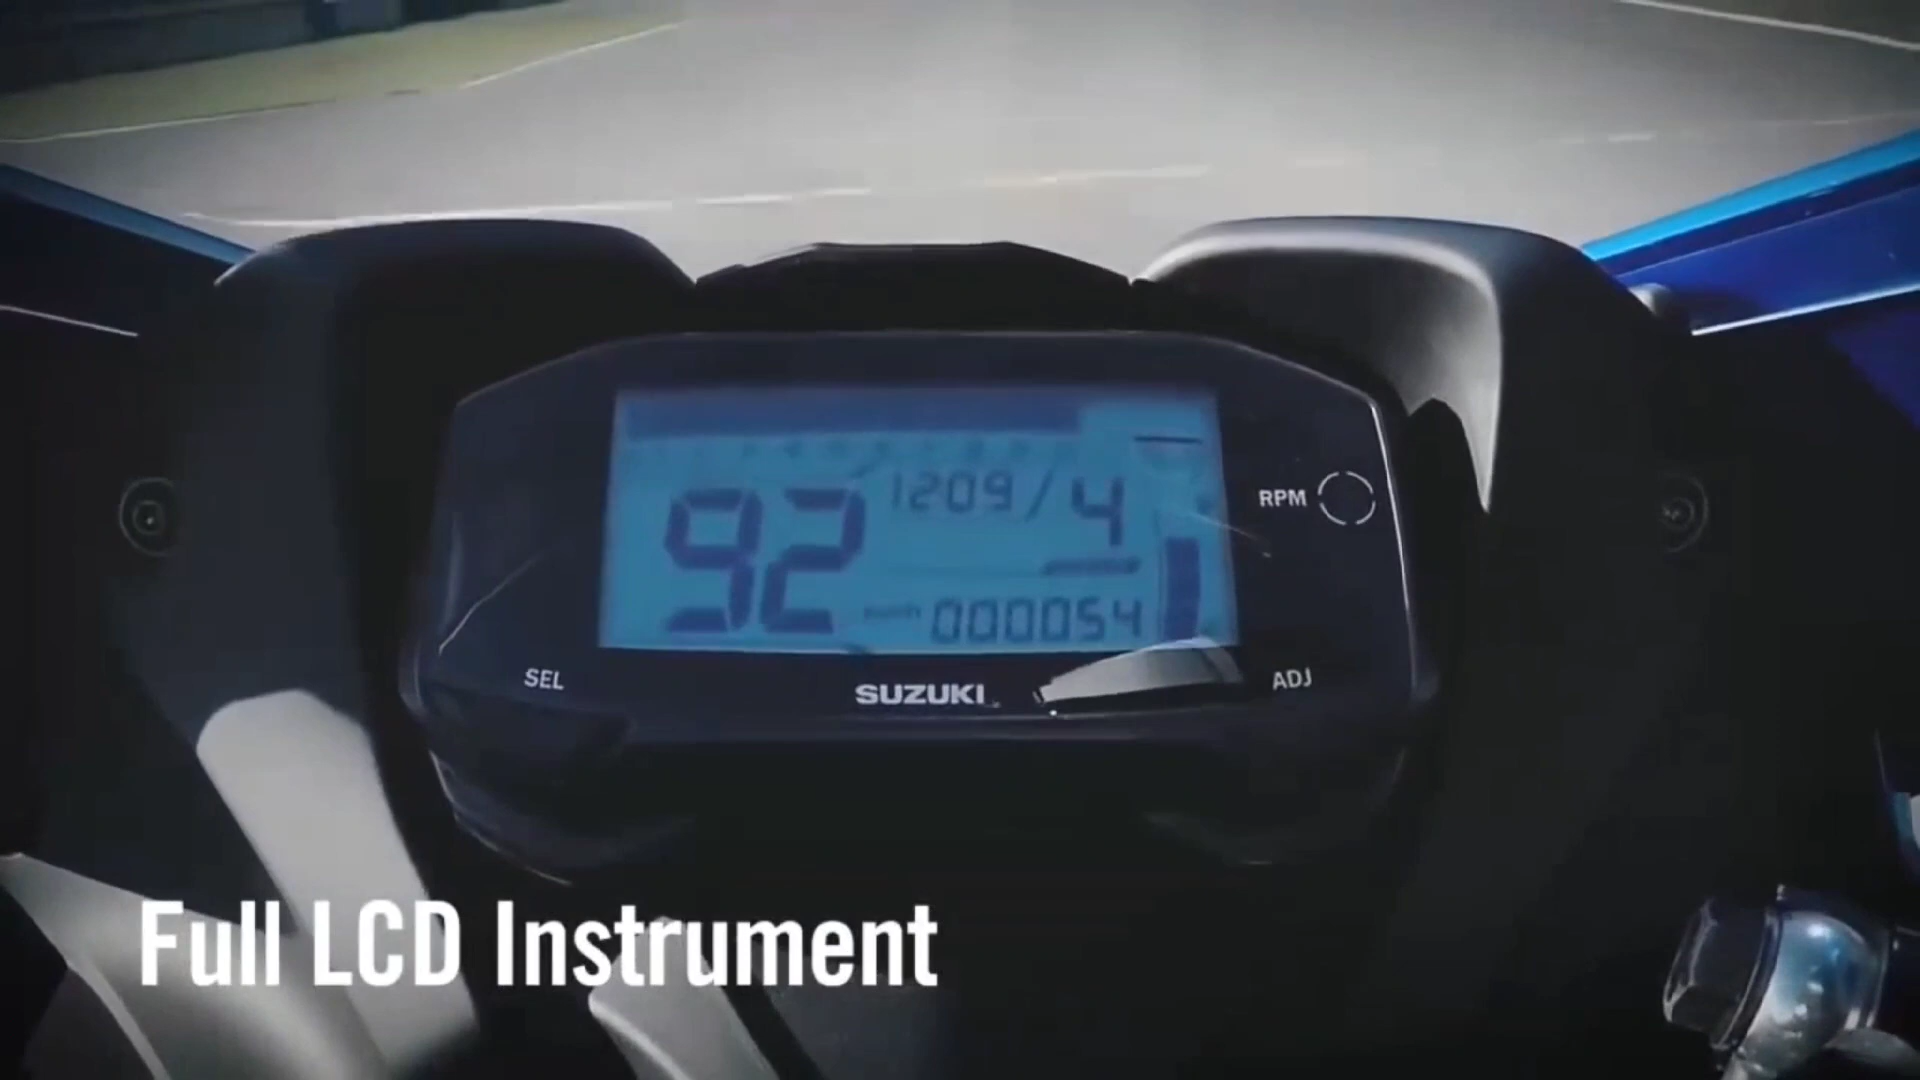 1209/4
92
000054
RPM
SEL
SUZUKI
ADJ
Full LCD Instrument